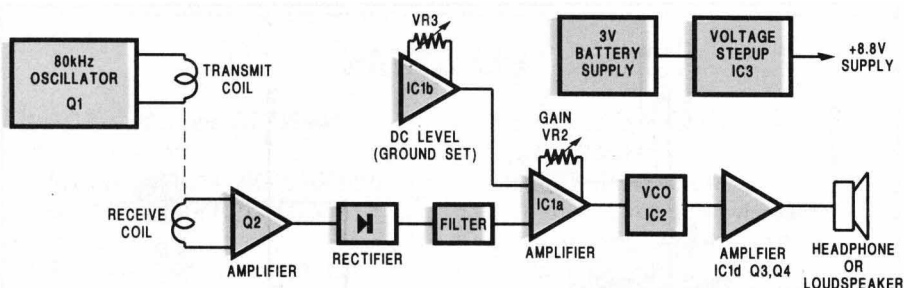 80kHz
OSCILLATOR
Q1
TRANSMIT
COIL
VR3
IC1b
DC LEVEL
(GROUND SET)
3V
BATTERY
SUPPLY
VOLTAGE
STEPUP
IC3
+8.8V
SUPPLY
GAIN
VR2
RECEIVE
COIL
Q2
AMPLIFIER
RECTIFIER
FILTER
IC1a
AMPLIFIER
VCO
IC2
AMPLFIER
IC1d Q3,Q4
HEADPHONE
OR
LOUDSPEAKER